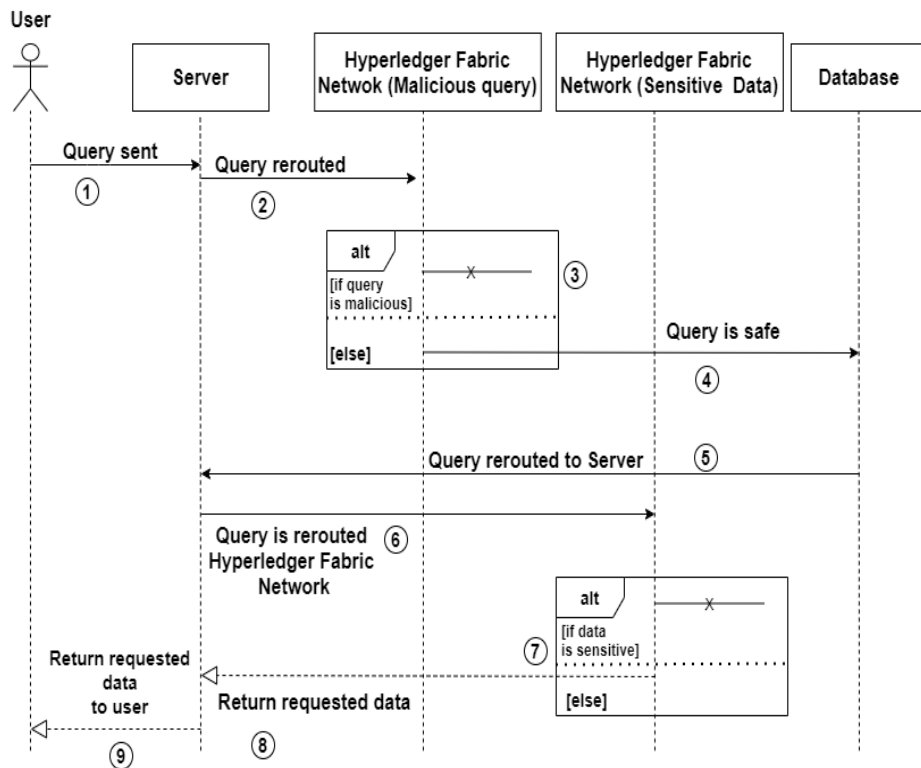 User
Server
Hyperledger Fabric
Netwok (Malicious query)
Hyperledger Fabric
Network (Sensitive Data)
Database
Query sent
1
Query rerouted
2
alt
X
3
[if query
is malicious]
[else]
Query is safe
4
Query rerouted to Server
5
Query is rerouted
Hyperledger Fabric
Network
6
alt
X
[if data
is sensitive]
7
[else]
Return requested data
8
Return requested
data
to user
9